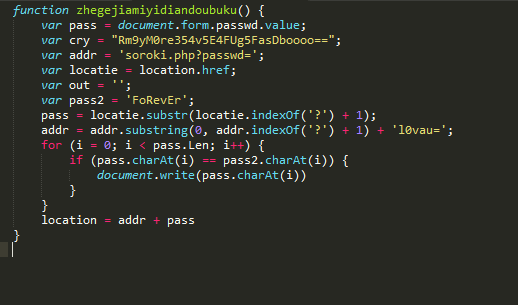 function zhegejiamiyidiandoubuku() {
var pass = document.form.passwd.value;
var cry = "Rm9yM0re354v5E4FUg5FasDboooo==";
var addr = 'soroki.php?passwd=';
var locatie = location.href;
var out = '';
var pass2 = 'FoRevEr';
pass = locatie.substr(locatie.indexOf('?') + 1);
addr = addr.substring(0, addr.indexOf('?') + 1) + 'l0vau=';
for (i = 0; i < pass.Len; i++) {
if (pass.charAt(i) == pass2.charAt(i)) {
document.write(pass.charAt(i))
}
}
location = addr + pass
}